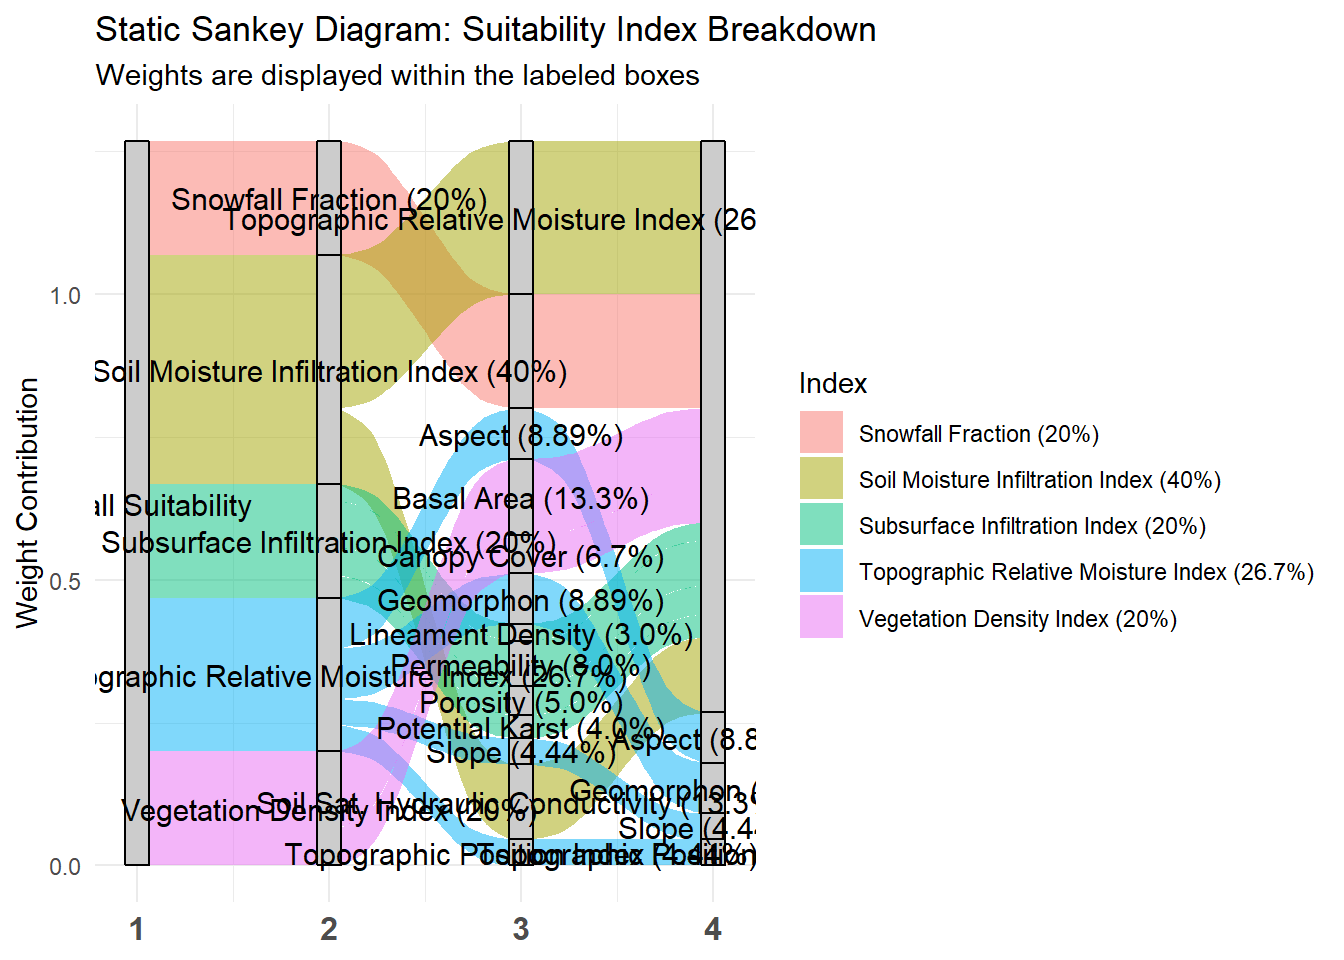 Static Sankey Diagram: Suitability Index Breakdown
Weights are displayed within the labeled boxes
Snowfall Fraction (20%)
Topographic Relative Moisture Index (26
1.0
Soil Moisture Infiltration Index (40%)
Aspect (8.89%)
Basal Area (13.3%)
all Suitability
Subsurface Infiltration Index (20%)
Canopy Cover (6.7%)
0.5
Geomorphon (8.89%)
Lineament Density (3.0%)
Permeability (8.0%)
ographic Relative Moisture Index (26.7%)
Porosity (5.0%)
Potential Karst (4.0%)
Aspect (8.8
Slope (4.44%)
Geomorphon (
Soil Sat. Hydraulic Conductivity (13.3%
Vegetation Density Index (20%)
Slope (4.44
Topographic Position Index (4.44%)
Topographic Position
0.0
1 2 3 4
Weight Contribution
Index
Snowfall Fraction (20%)
Soil Moisture Infiltration Index (40%)
Subsurface Infiltration Index (20%)
Topographic Relative Moisture Index (26.7%)
Vegetation Density Index (20%)